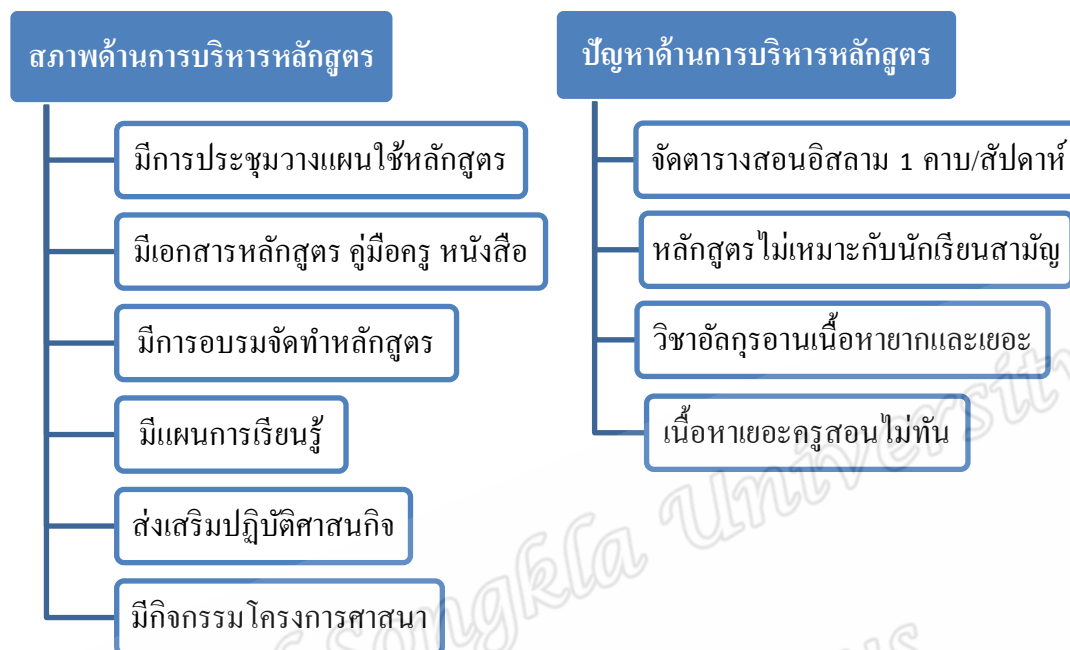 สภาพด้านการบริหารหลักสูตร
มีการประชุมวางแผนใช้หลักสูตร
มีเอกสารหลักสูตร คู่มือครู หนังสือ
มีการอบรมจัดทำหลักสูตร
มีแผนการเรียนรู้
ส่งเสริมปฏิบัติศาสนกิจ
มีกิจกรรมโครงการศาสนา
ปัญหาด้านการบริหารหลักสูตร
จัดตารางสอนอิสลาม 1 คาบ/สัปดาห์
หลักสูตรไม่เหมาะกับนักเรียนสามัญ
วิชาอัลกุรอานเนื้อหายากและเยอะ
เนื้อหาเยอะครูสอนไม่ทัน
Songkla